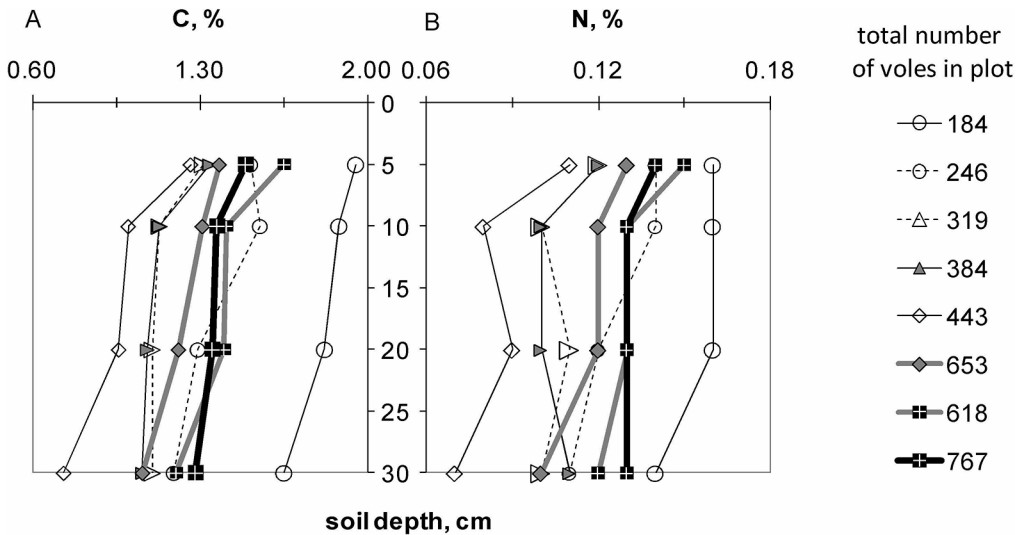 A
C, %
B
N, %
0.60 1.30 2.00
0.06 0.12 0.18
0
5
10
15
20
25
30
soil depth, cm
total number
of voles in plot
184
246
319
384
443
653
618
767